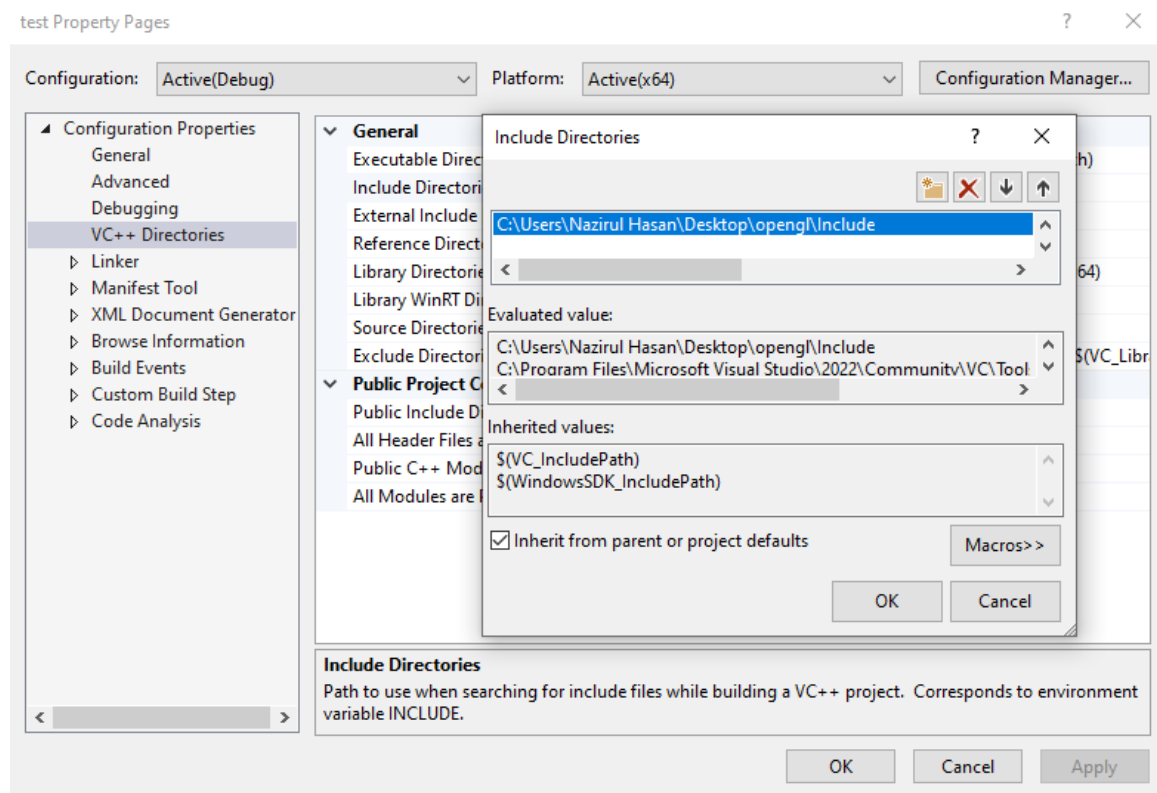 test Property Pages
?
Configuration: Active(Debug) Platform: Active(x64) Configuration Manager...
Configuration Properties
General
Advanced
Debugging
VC++ Directories
Linker
Manifest Tool
XML Document Generator
Browse Information
Build Events
Custom Build Step
Code Analysis
General
Executable Direc
h)
Include Directori
External Include
Reference Direct
Library Directorie
64)
Library WinRT Di
Source Directorie
Exclude Directori
$(VC_Libr
Public Project C
Public Include Di
All Header Files a
Public C++ Mod
All Modules are
Include Directories
?
C:\Users\Nazirul Hasan\Desktop\opengl\Include
Evaluated value:
C:\Users\Nazirul Hasan\Desktop\opengl\Include
C:\Program Files\Microsoft Visual Studio\2022\Community\VC\Tool
Inherited values:
$(VC_IncludePath)
$(WindowsSDK_IncludePath)
Inherit from parent or project defaults
Macros>>
OK Cancel
Include Directories
Path to use when searching for include files while building a VC++ project. Corresponds to environment
variable INCLUDE.
OK Cancel Apply